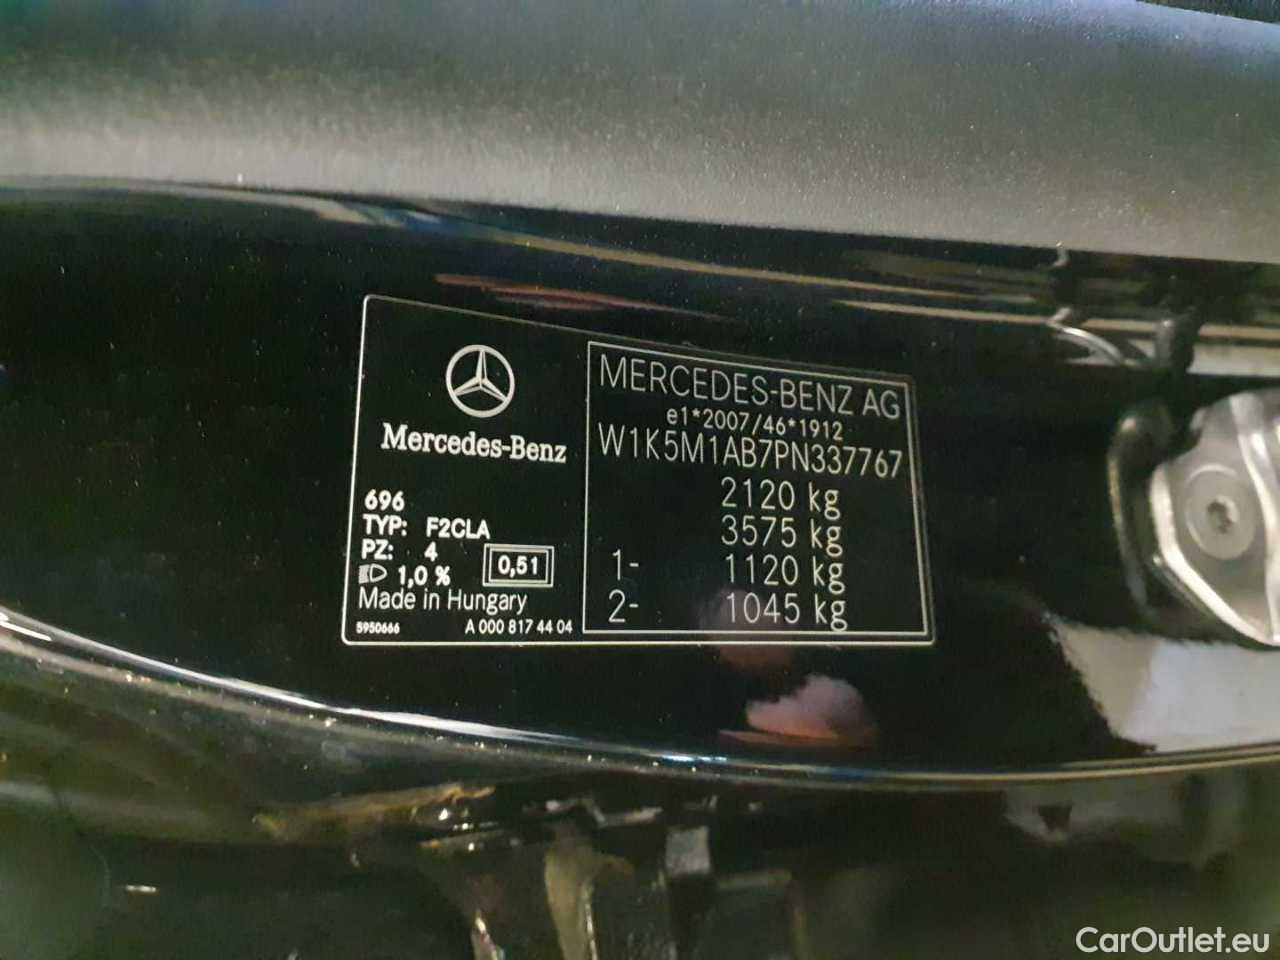 Mercedes-Benz
696
TYP: F2CLA
PZ: 4
1,0 % 0,51
Made in Hungary
5950666 A 000 817 44 04
MERCEDES-BENZ AG
e1*2007/46*1912
W1K5M1AB7PN337767
2120 kg
3575 kg
1- 1120 kg
2- 1045 kg
CarOutlet.eu